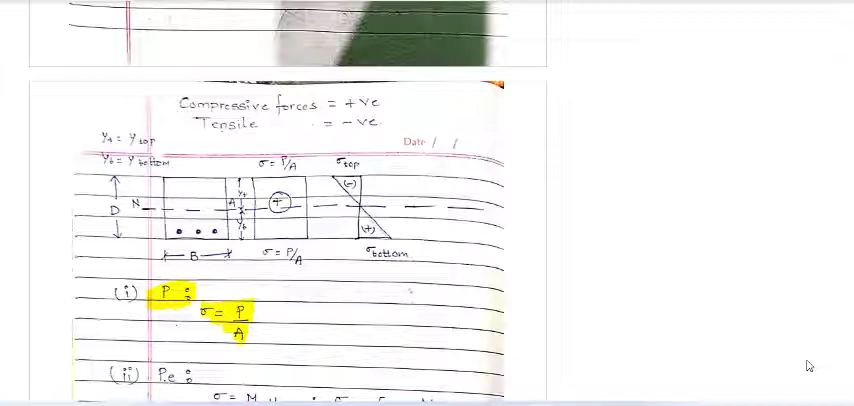 Compressive forces = +ve
Tensile = -ve
Date / /
Yt = Y top
Yb = Y bottom
σ = P/A
σtop
Yt
(-)
D
N
A
+
Yb
(+)
B
σ = P/A
σbottom
(i) P :
σ = P
A
(ii) P.e :
σ = M